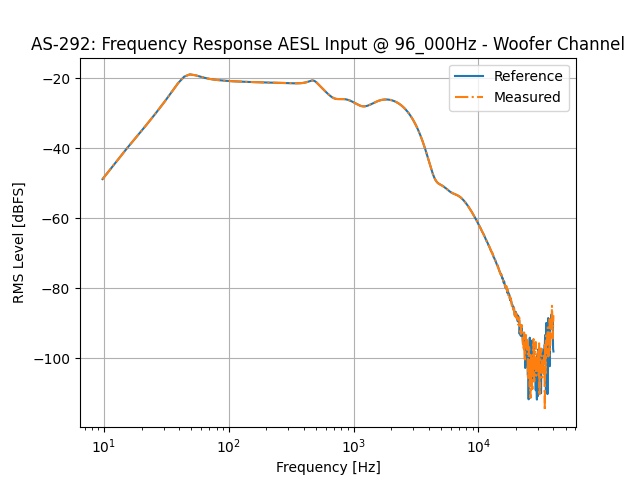 AS-292: Frequency Response AESL Input @ 96_000Hz - Woofer Channel
Reference
Measured
−20
−40
−60
−80
−100
RMS Level [dBFS]
10¹
10²
10³
10⁴
Frequency [Hz]